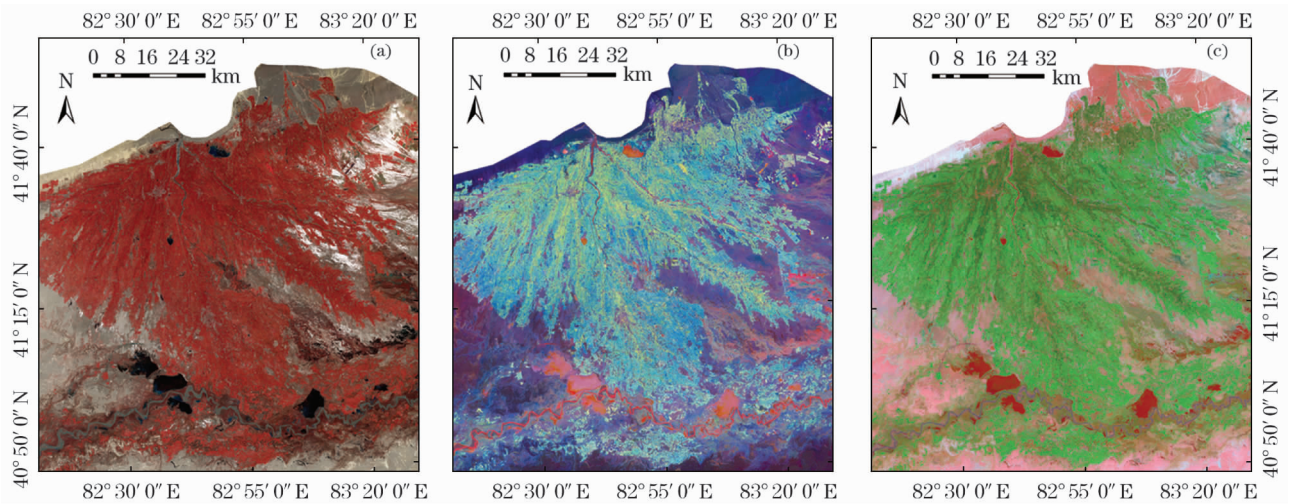 82° 30′ 0″ E 82° 55′ 0″ E 83° 20′ 0″ E 82° 30′ 0″ E 82° 55′ 0″ E 83° 20′ 0″ E 82° 30′ 0″ E 82° 55′ 0″ E 83° 20′ 0″ E
0 8 16 24 32 (a) 0 8 16 24 32 (b) 0 8 16 24 32 (c)
km km km
N N N
41° 40′ 0″ N 41° 40′ 0″ N
41° 15′ 0″ N 41° 15′ 0″ N
40° 50′ 0″ N 40° 50′ 0″ N
82° 30′ 0″ E 82° 55′ 0″ E 83° 20′ 0″ E 82° 30′ 0″ E 82° 55′ 0″ E 83° 20′ 0″ E 82° 30′ 0″ E 82° 55′ 0″ E 83° 20′ 0″ E